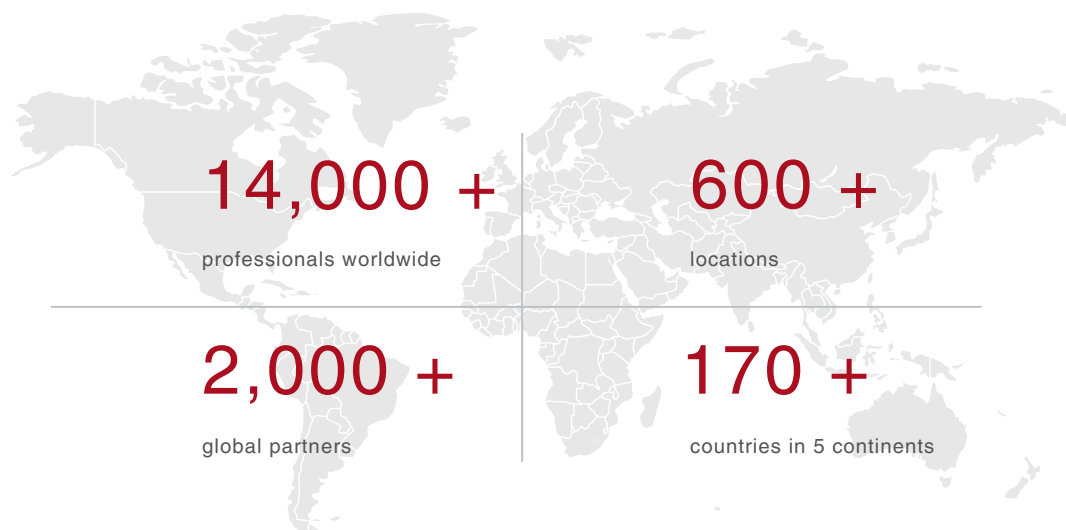 14,000 +
professionals worldwide
600 +
locations
2,000 +
global partners
170 +
countries in 5 continents